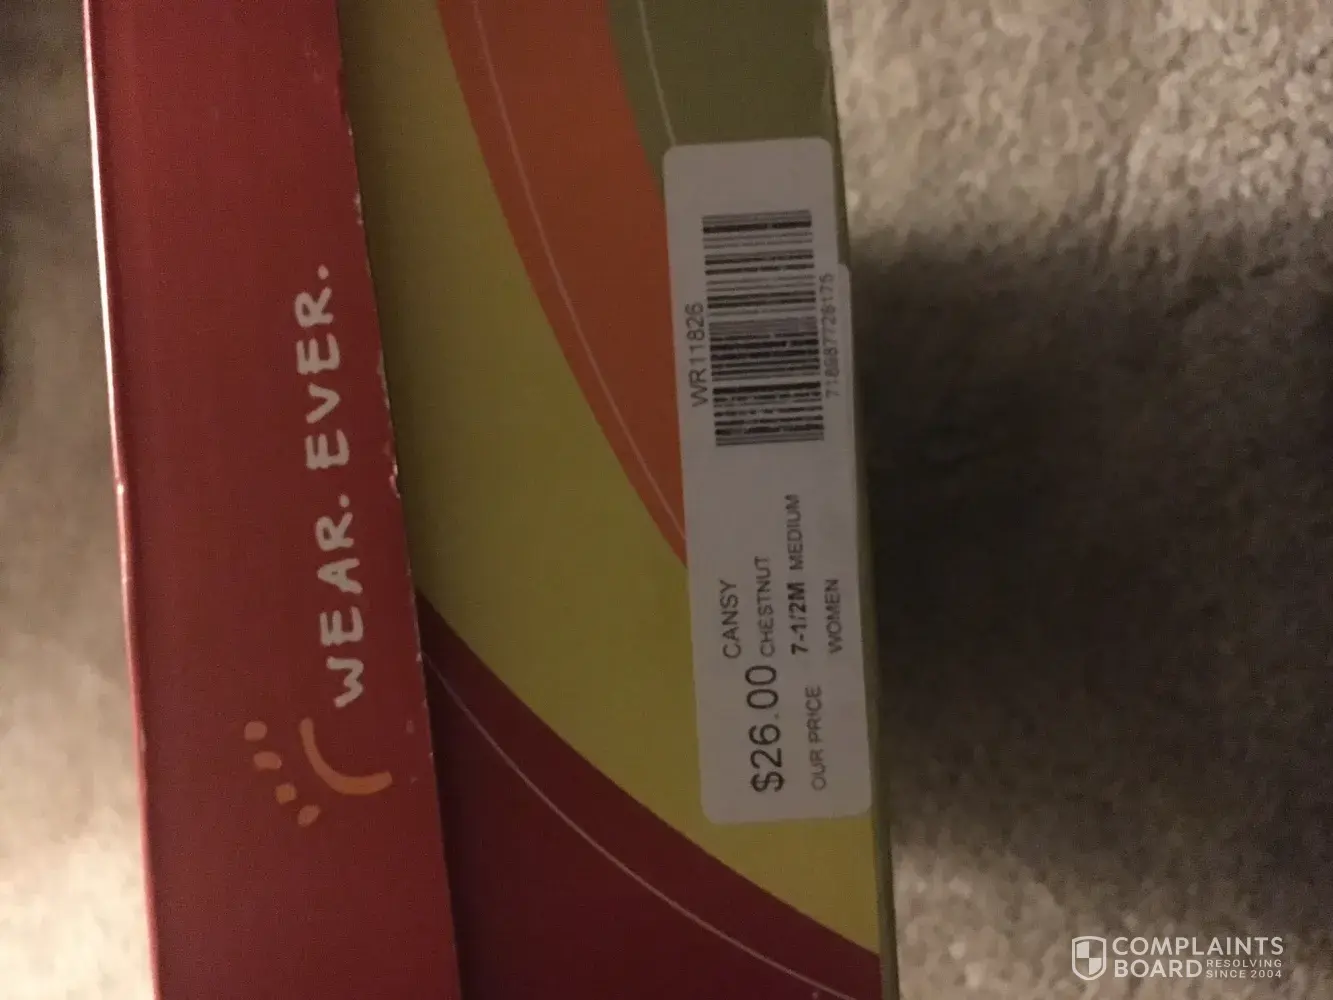 WEAR. EVER.
WR11826
718987728175
CANSY
$26.00 CHESTNUT
7-1/2M MEDIUM
OUR PRICE WOMEN
COMPLAINTS
BOARD RESOLVING
SINCE 2004